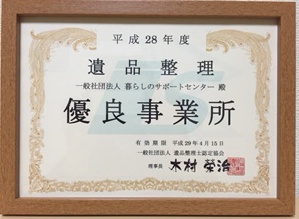 平成28年度
遺品整理
一般社団法人 暮らしのサポートセンター 殿
優良事業所
有効期限 平成29年4月15日
一般社団法人 遺品整理士認定協会
理事長 木村榮治